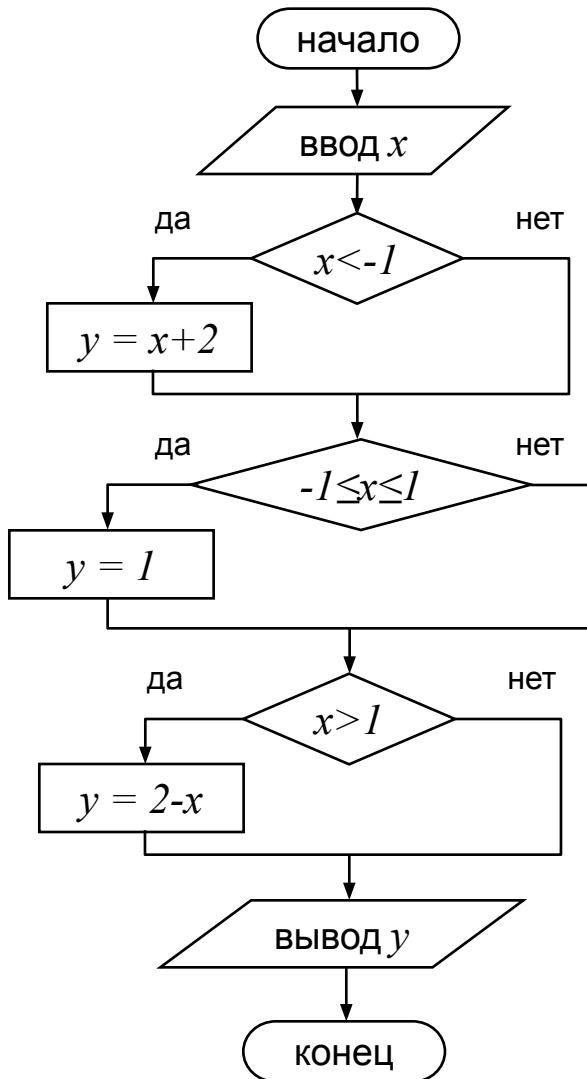 начало
ввод x
да нет
x<-1
y = x+2
да нет
-1≤x≤1
y = 1
да нет
x>1
y = 2-x
вывод y
конец